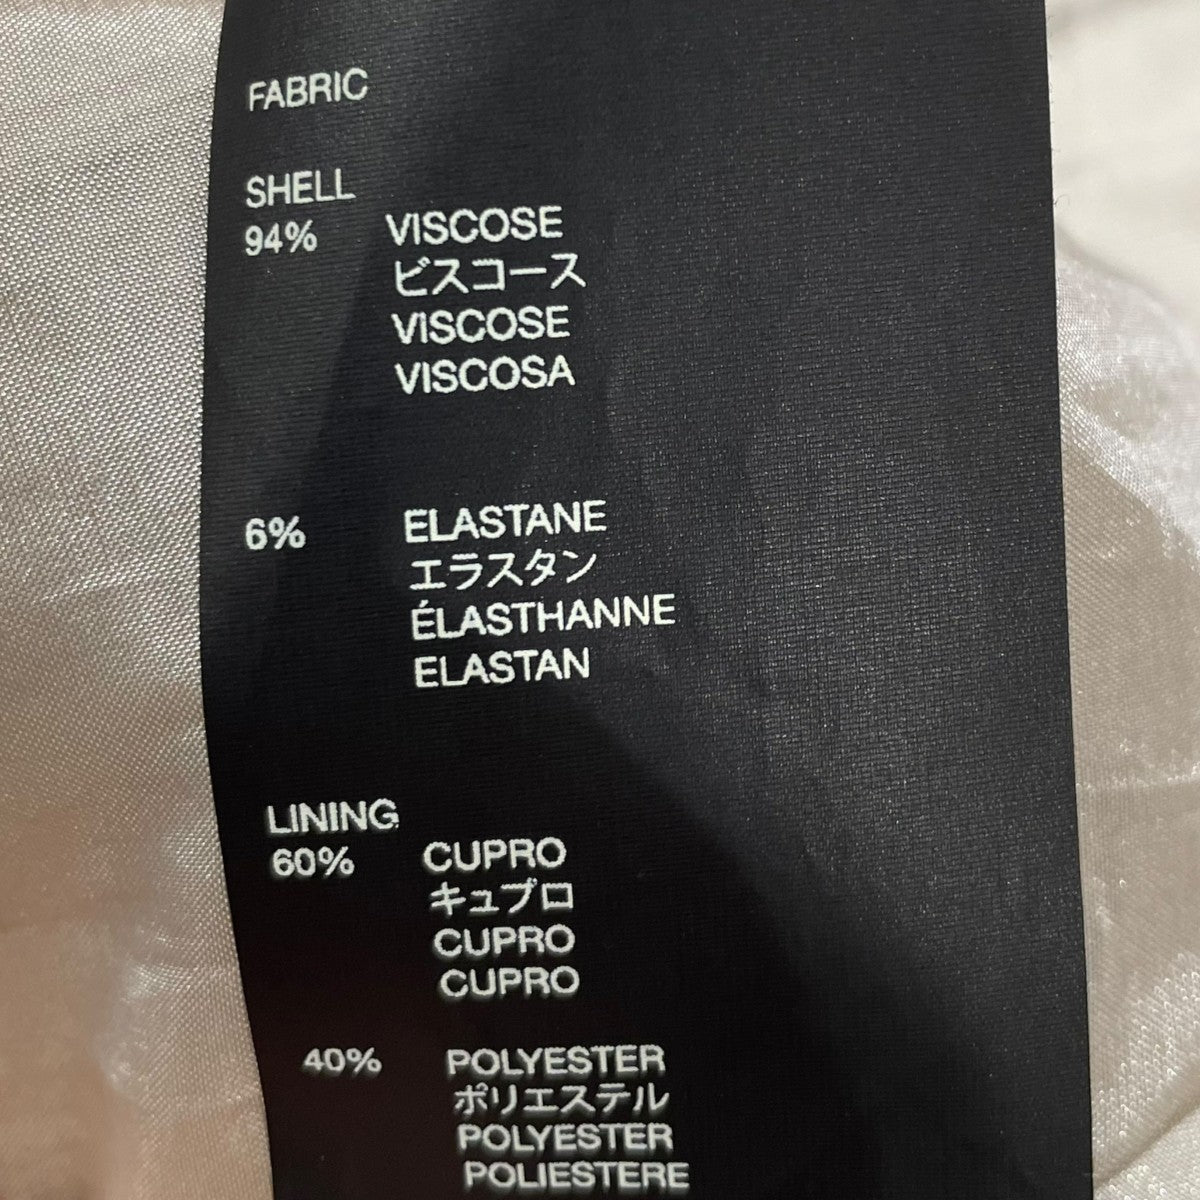 FABRIC
SHELL
94% VISCOSE
ビスコース
VISCOSE
VISCOSA
6% ELASTANE
エラスタン
ÉLASTHANNE
ELASTAN
LINING
60% CUPRO
キュプロ
CUPRO
CUPRO
40% POLYESTER
ポリエステル
POLYESTER
POLIESTERE